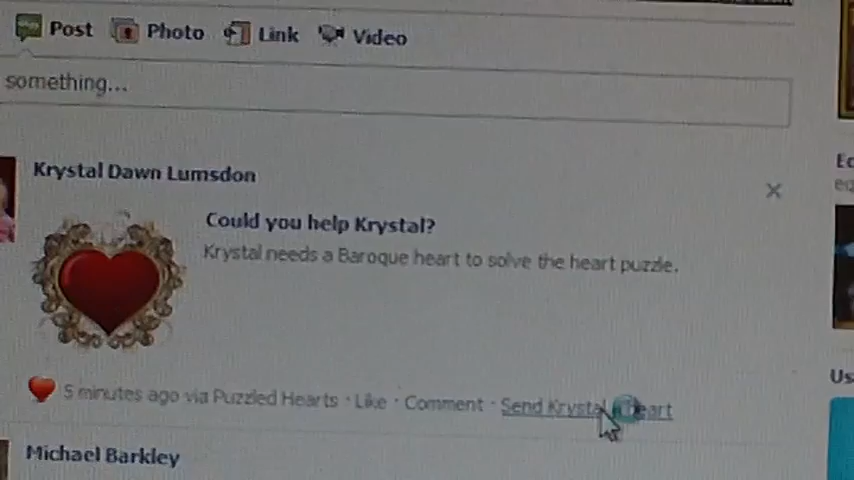 Post Photo Link Video
something...
Krystal Dawn Lumsdon
Could you help Krystal?
Krystal needs a Baroque heart to solve the heart puzzle.
5 minutes ago via Puzzled Hearts · Like · Comment · Send Krystal Heart
Michael Barkley